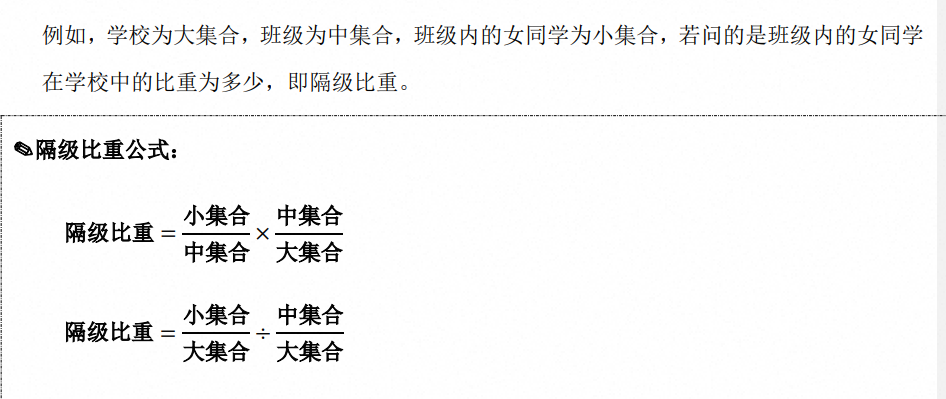 例如，学校为大集合，班级为中集合，班级内的女同学为小集合，若问的是班级内的女同学
在学校中的比重为多少，即隔级比重。
✎隔级比重公式：
隔级比重 = 小集合/中集合 × 中集合/大集合
隔级比重 = 小集合/大集合 ÷ 中集合/大集合